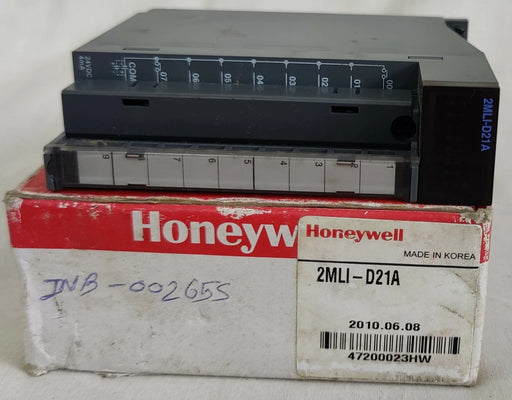 24VDC
4mA
COM
07
06
05
04
03
02
01
00
2MLI-D21A
9
8
7
6
5
4
3
2
1
Honeyw
Honeywell
MADE IN KOREA
2MLI-D21A
2010.06.08
47200023HW
INB-002655